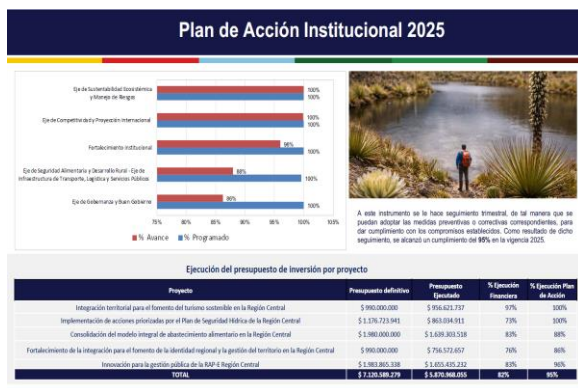 Plan de Acción Institucional 2025
Eje de Sustentabilidad Ecosistémica
y Manejo de Riesgos
100%
100%
Eje de Competitividad y Proyección Internacional
100%
100%
Fortalecimiento Institucional
96%
100%
Eje de Seguridad Alimentaria y Desarrollo Rural - Eje de
Infraestructura de Transporte, Logística y Servicios Públicos
88%
100%
Eje de Gobernanza y Buen Gobierno
86%
100%
75% 80% 85% 90% 95% 100% 105%
% Avance % Programado
A este instrumento se le hace seguimiento trimestral, de tal manera que se
puedan adoptar las medidas preventivas o correctivas correspondientes, para
dar cumplimiento con los compromisos establecidos. Como resultado de dicho
seguimiento, se alcanzó un cumplimiento del 95% en la vigencia 2025.
Ejecución del presupuesto de inversión por proyecto
Proyecto Presupuesto definitivo Presupuesto Ejecutado % Ejecución Financiera % Ejecución Plan de Acción
Integración territorial para el fomento del turismo sostenible en la Región Central $ 990.000.000 $ 956.621.737 97% 100%
Implementación de acciones priorizadas por el Plan de Seguridad Hídrica de la Región Central $ 1.176.723.941 $ 863.034.911 73% 100%
Consolidación del modelo integral de abastecimiento alimentario en la Región Central $ 1.980.000.000 $ 1.639.303.518 83% 88%
Fortalecimiento de la integración para el fomento de la identidad regional y la gestión del territorio en la Región Central $ 990.000.000 $ 756.572.657 76% 86%
Innovación para la gestión pública de la RAP-E Región Central $ 1.983.865.338 $ 1.655.435.232 83% 96%
TOTAL $ 7.120.589.279 $ 5.870.968.055 82% 95%